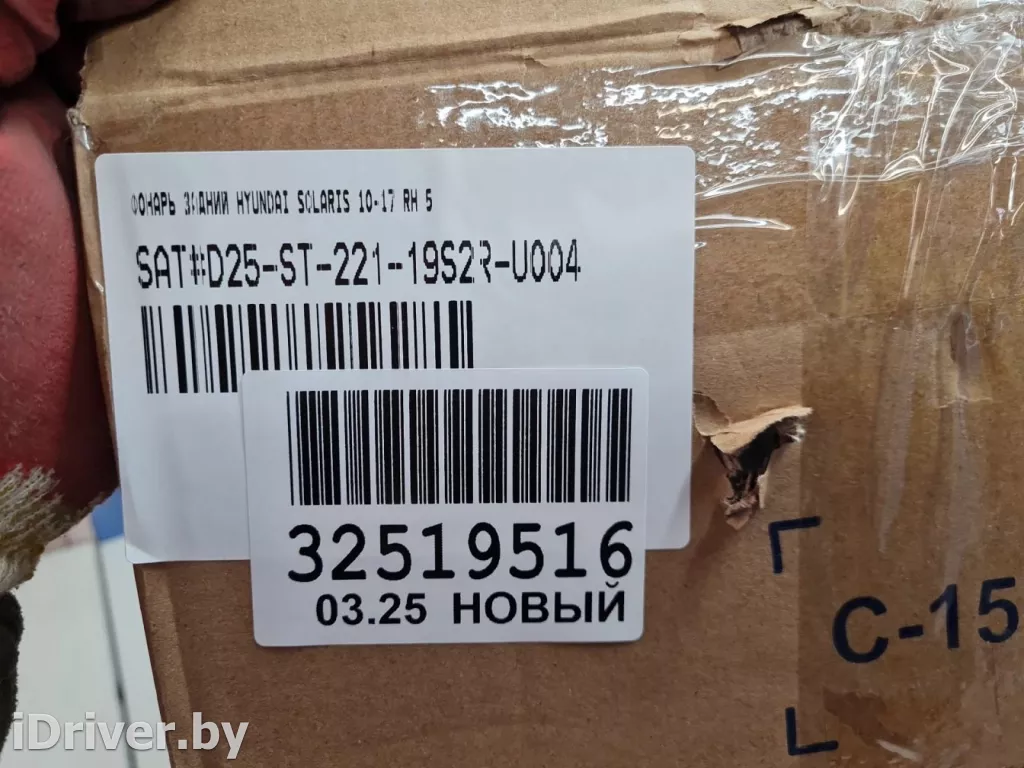 ФОНАРЬ ЗАДНИЙ HYUNDAI SOLARIS 10-17 RH 5
SAT#D25-ST-221-19S2R-U004
32519516
03.25 НОВЫЙ
C-15
iDriver.by